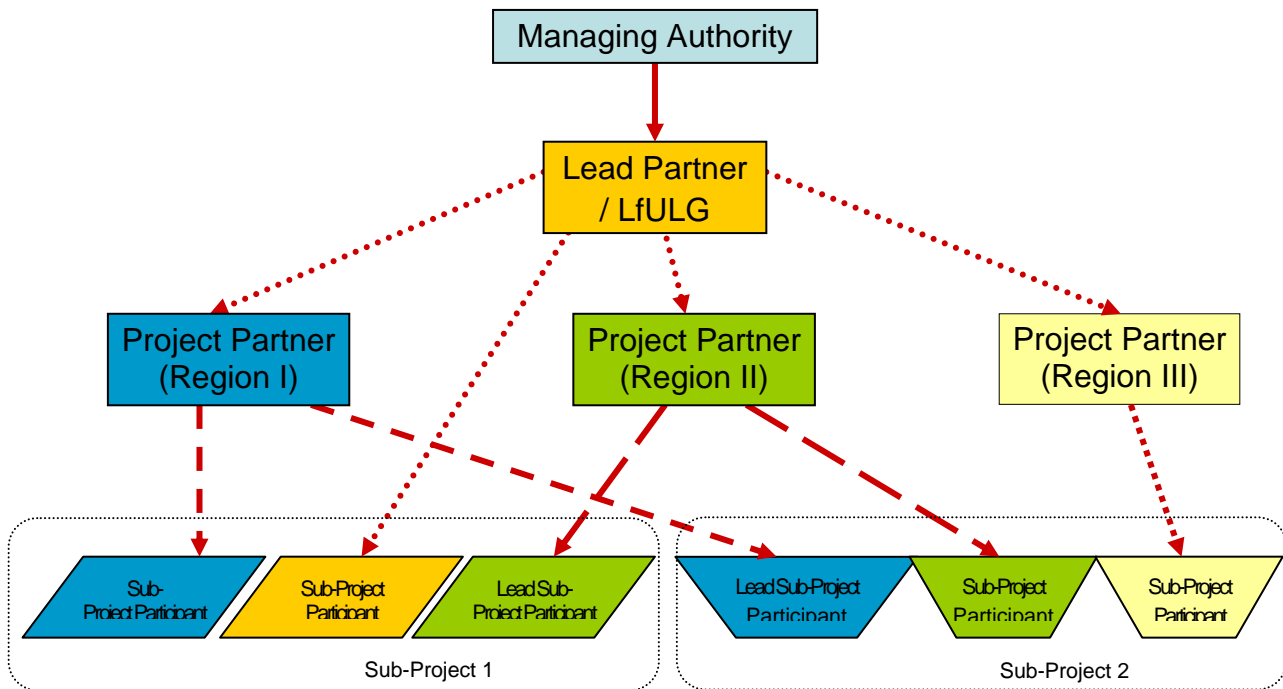 Managing Authority
Lead Partner
/ LfULG
Project Partner
(Region I)
Project Partner
(Region II)
Project Partner
(Region III)
Sub-
Project Participant
Sub-Project
Participant
Lead Sub-
Project Participant
Lead Sub-Project
Participant
Sub-Project
Participant
Sub-Project
Participant
Sub-Project 1
Sub-Project 2